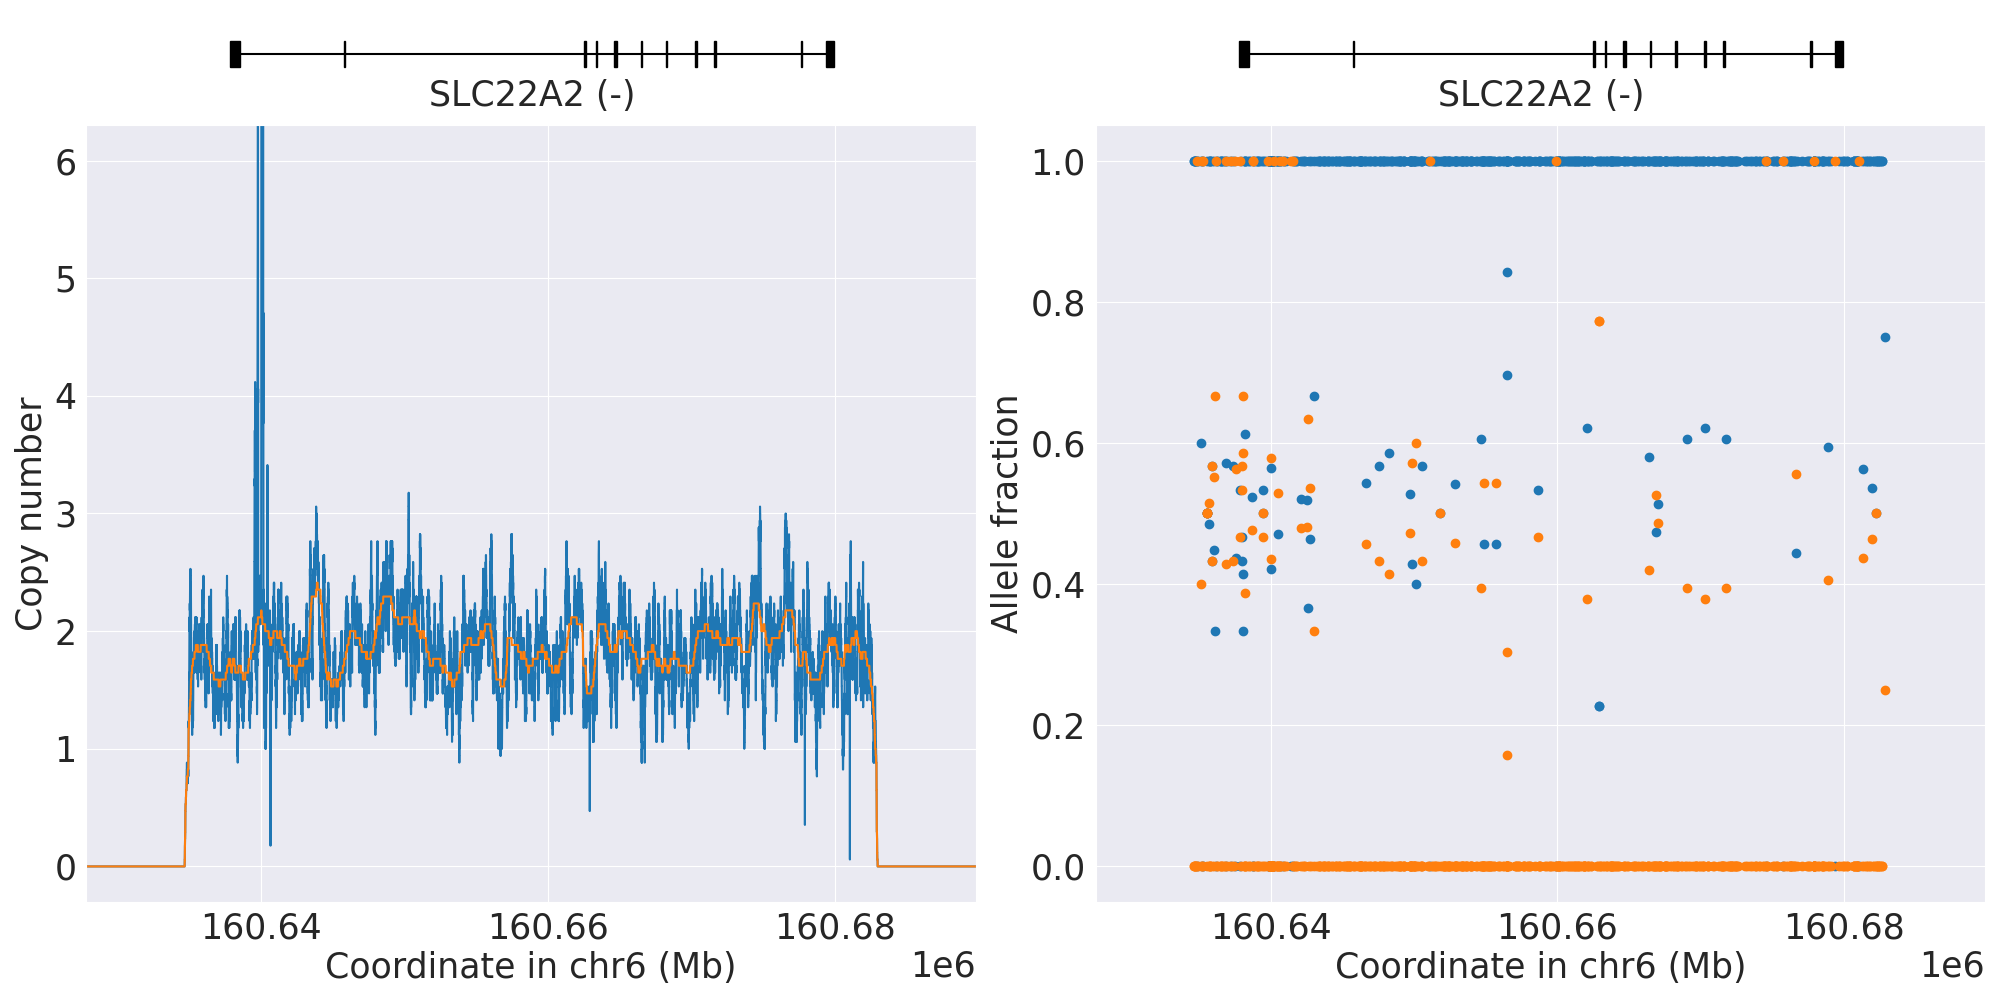 SLC22A2 (-)
6
5
4
3
2
1
0
Copy number
160.64 160.66 160.68
Coordinate in chr6 (Mb)
1e6
SLC22A2 (-)
1.0
0.8
0.6
0.4
0.2
0.0
Allele fraction
160.64 160.66 160.68
Coordinate in chr6 (Mb)
1e6